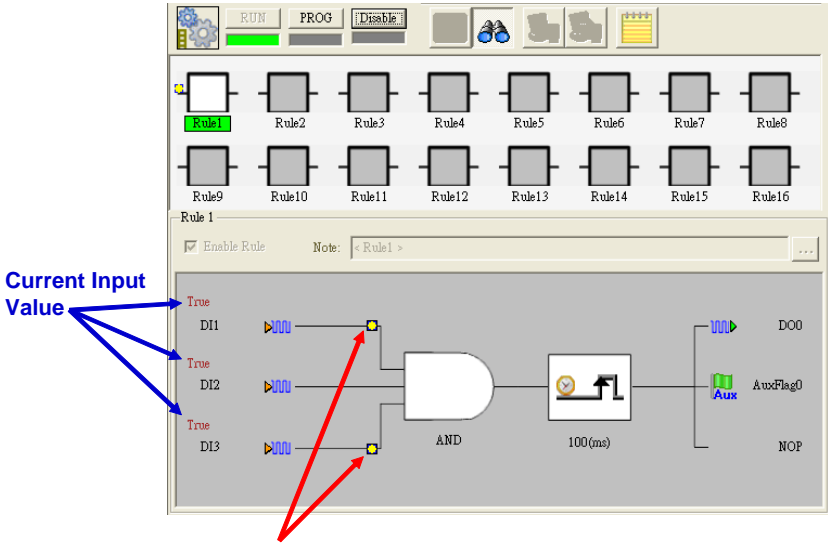 RUN PROG Disable
Rule1 Rule2 Rule3 Rule4 Rule5 Rule6 Rule7 Rule8
Rule9 Rule10 Rule11 Rule12 Rule13 Rule14 Rule15 Rule16
Rule 1
Enable Rule Note: < Rule1 > ...
Current Input
Value
True
DI1 DO0
True
DI2 Aux AuxFlag0
True
DI3 AND 100(ms) NOP